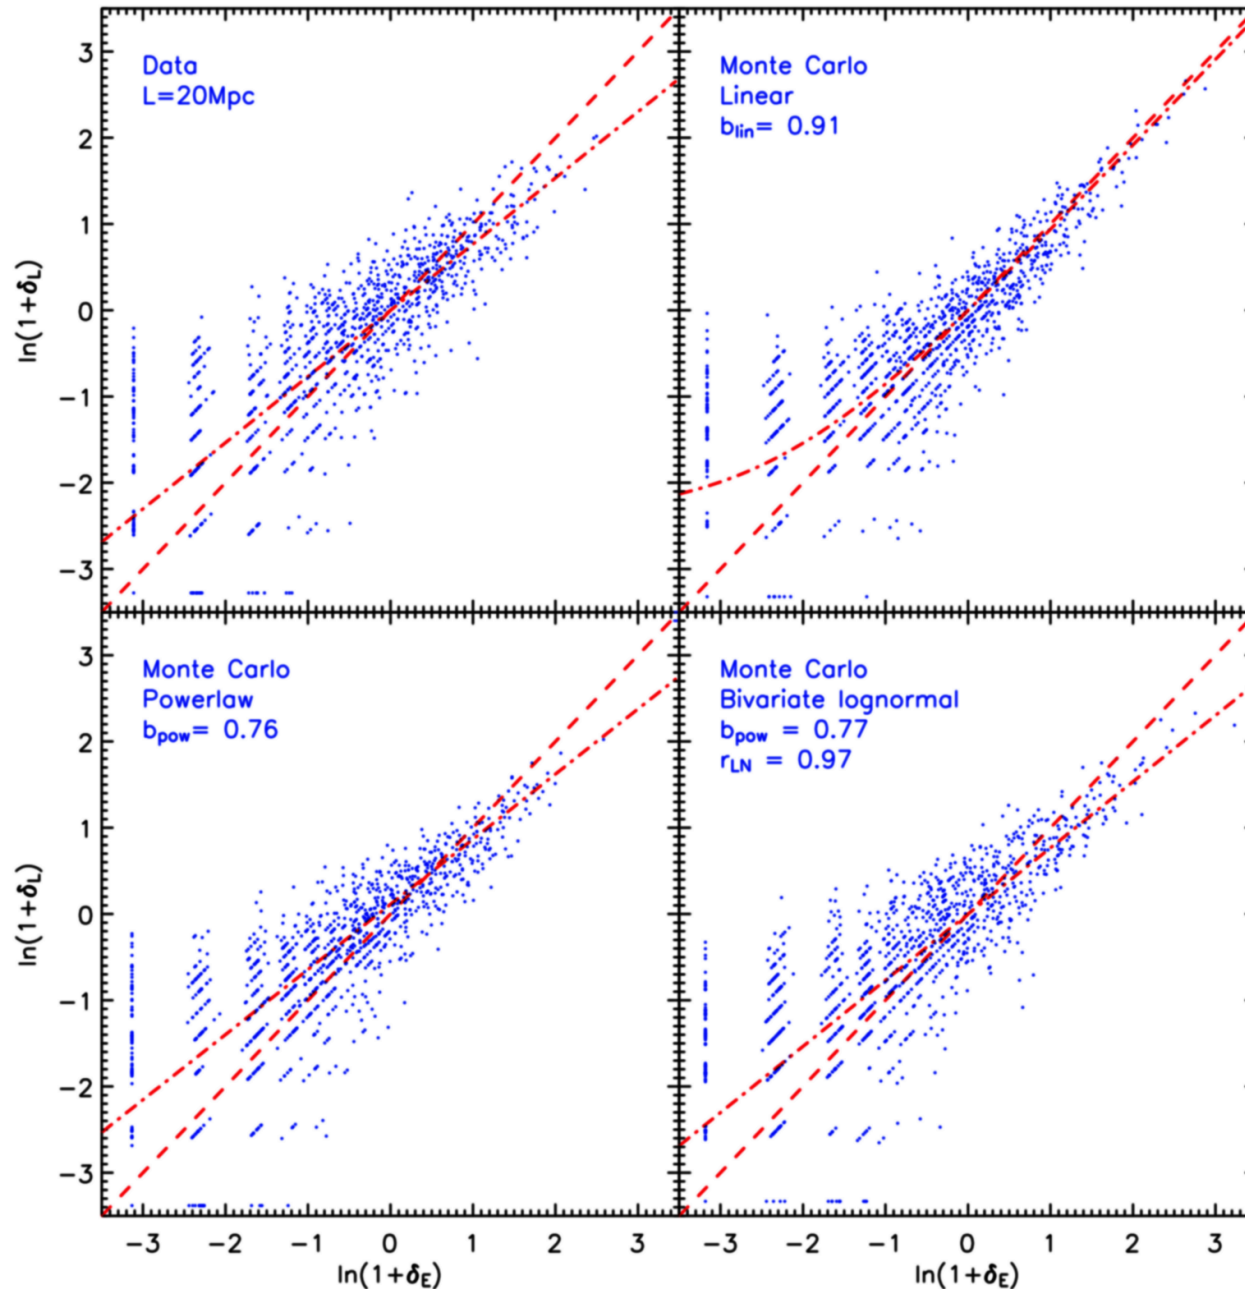 Data
L=20Mpc
Monte Carlo
Linear
b_lin= 0.91
3
2
1
0
−1
−2
−3
ln(1+δ_L)
Monte Carlo
Powerlaw
b_pow= 0.76
Monte Carlo
Bivariate lognormal
b_pow = 0.77
r_LN = 0.97
3
2
1
0
−1
−2
−3
ln(1+δ_L)
−3 −2 −1 0 1 2 3
−3 −2 −1 0 1 2 3
ln(1+δ_E)
ln(1+δ_E)